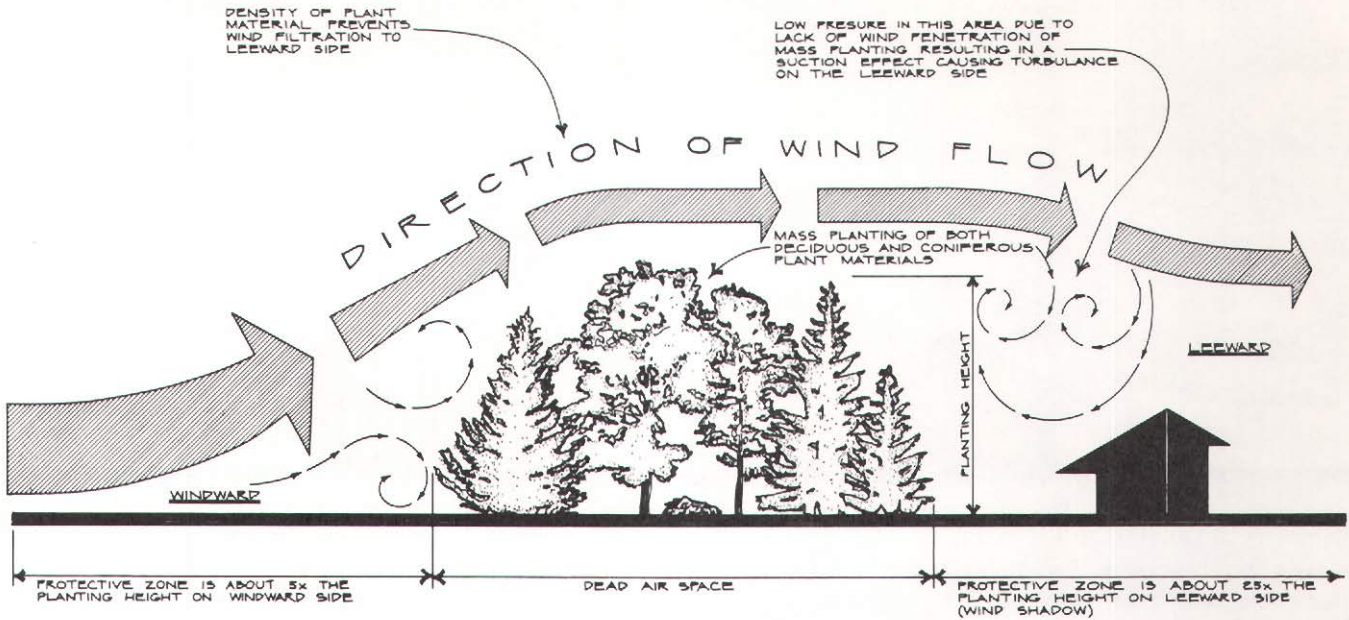 DENSITY OF PLANT
MATERIAL PREVENTS
WIND FILTRATION TO
LEEWARD SIDE
LOW PRESURE IN THIS AREA DUE TO
LACK OF WIND PENETRATION OF
MASS PLANTING RESULTING IN A
SUCTION EFFECT CAUSING TURBULANCE
ON THE LEEWARD SIDE
DIRECTION OF WIND FLOW
MASS PLANTING OF BOTH
DECIDUOUS AND CONIFEROUS
PLANT MATERIALS
PLANTING HEIGHT
LEEWARD
WINDWARD
PROTECTIVE ZONE IS ABOUT 5x THE
PLANTING HEIGHT ON WINDWARD SIDE
DEAD AIR SPACE
PROTECTIVE ZONE IS ABOUT 25x THE
PLANTING HEIGHT ON LEEWARD SIDE
(WIND SHADOW)